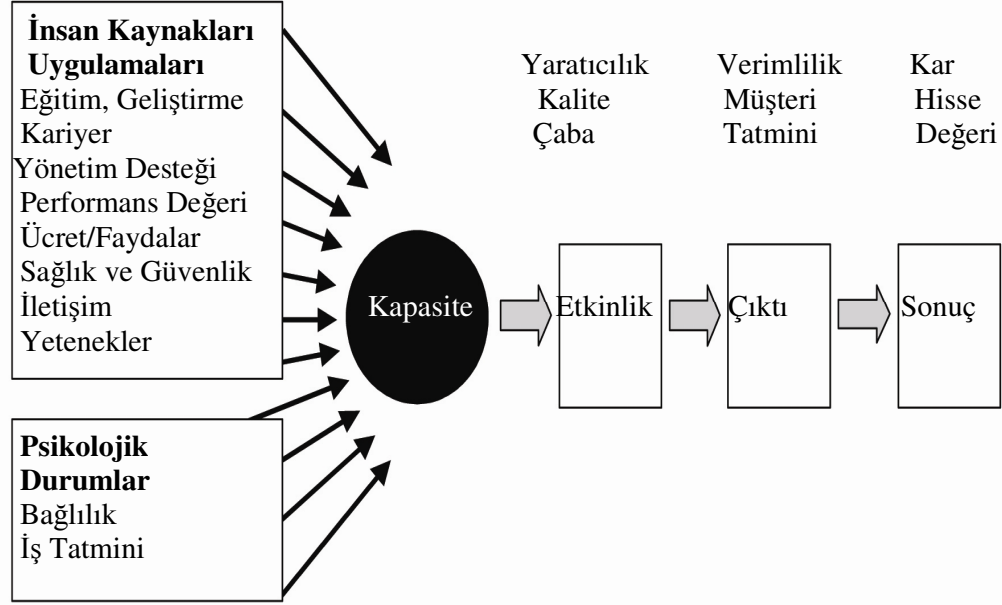 İnsan Kaynakları
Uygulamaları
Eğitim, Geliştirme
Kariyer
Yönetim Desteği
Performans Değeri
Ücret/Faydalar
Sağlık ve Güvenlik
İletişim
Yetenekler
Psikolojik
Durumlar
Bağlılık
İş Tatmini
Kapasite
Yaratıcılık
Kalite
Çaba
Etkinlik
Verimlilik
Müşteri
Tatmini
Çıktı
Kar
Hisse
Değeri
Sonuç